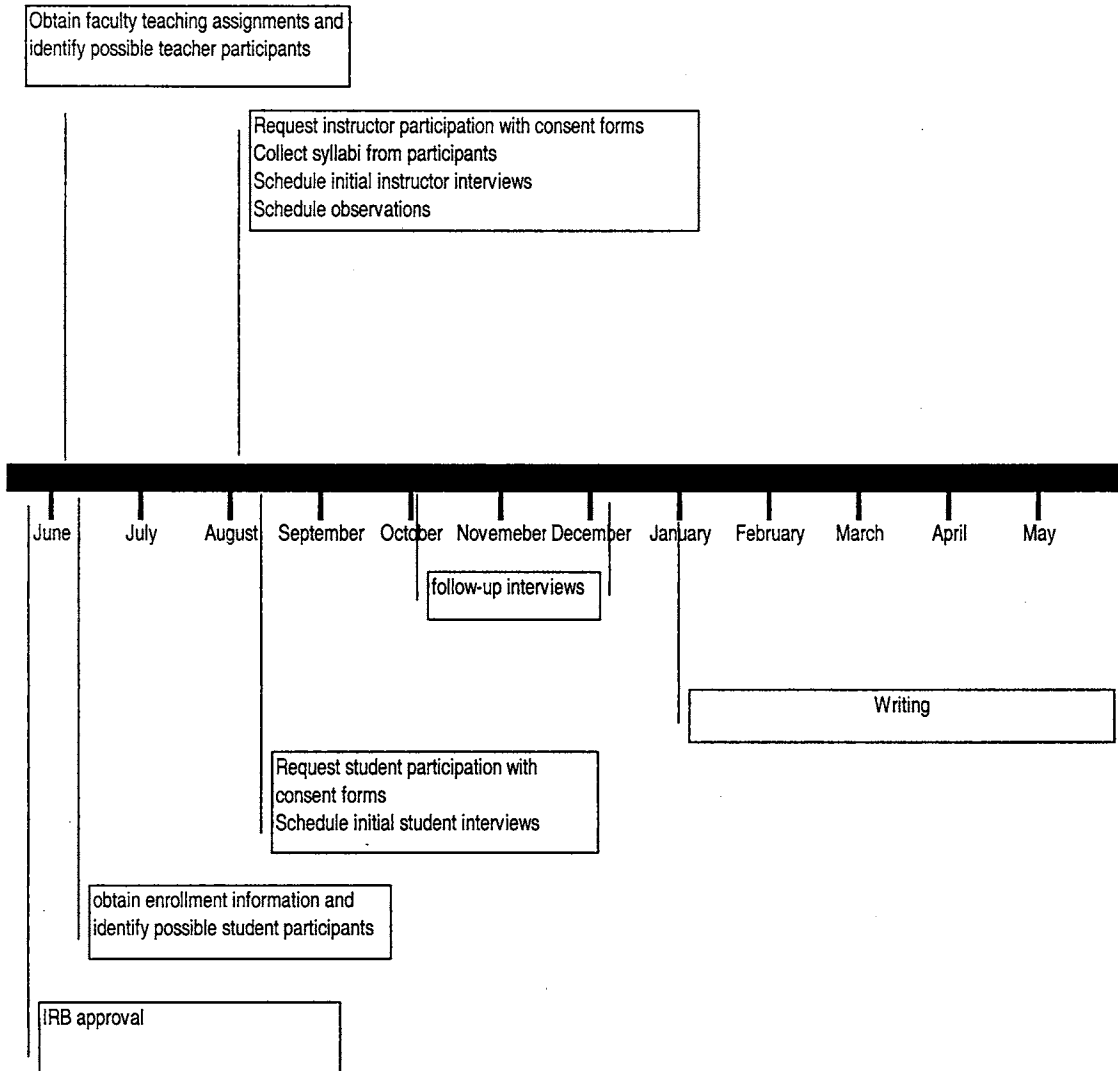 Obtain faculty teaching assignments and
identify possible teacher participants
Request instructor participation with consent forms
Collect syllabi from participants
Schedule initial instructor interviews
Schedule observations
June July August September October Novemeber December January February March April May
follow-up interviews
Writing
Request student participation with
consent forms
Schedule initial student interviews
obtain enrollment information and
identify possible student participants
IRB approval